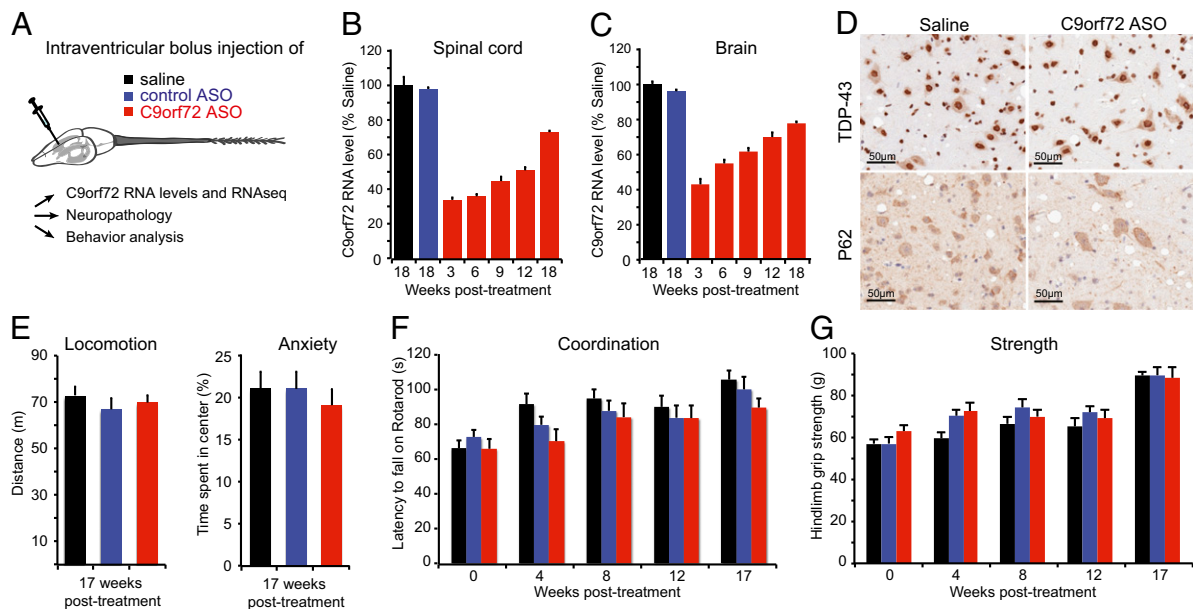 A
Intraventricular bolus injection of
saline
control ASO
C9orf72 ASO
C9orf72 RNA levels and RNAseq
Neuropathology
Behavior analysis
B
Spinal cord
C9orf72 RNA level (% Saline)
120
100
80
60
40
20
0
18 18 3 6 9 12 18
Weeks post-treatment
C
Brain
C9orf72 RNA level (% Saline)
120
100
80
60
40
20
0
18 18 3 6 9 12 18
Weeks post-treatment
D
Saline C9orf72 ASO
TDP-43
50µm 50µm
P62
50µm 50µm
E
Locomotion
Distance (m)
90
70
50
30
10
17 weeks
post-treatment
Anxiety
Time spent in center (%)
25
20
15
10
5
0
17 weeks
post-treatment
F
Coordination
Latency to fall on Rotarod (s)
120
100
80
60
40
20
0
0 4 8 12 17
Weeks post-treatment
G
Strength
Hindlimb grip strength (g)
100
80
60
40
20
0
0 4 8 12 17
Weeks post-treatment